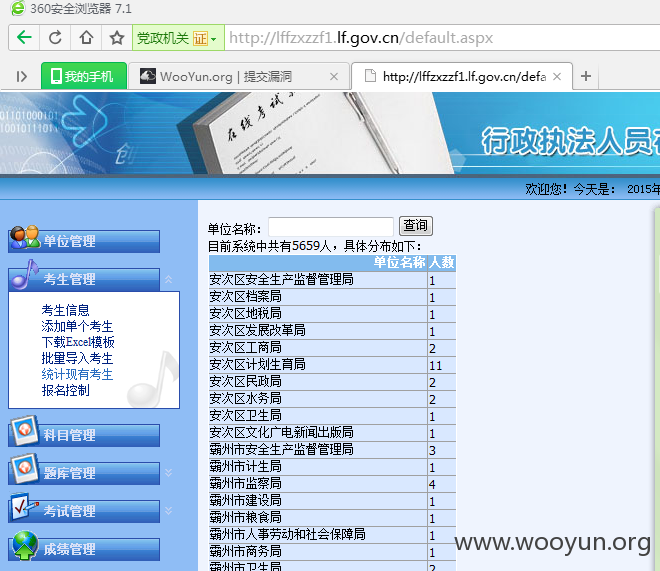 360安全浏览器 7.1
党政机关 证 http://lffzxzzf1.lf.gov.cn/default.aspx
我的手机 WooYun.org | 提交漏洞 http://lffzxzzf1.lf.gov.cn/defa
在线考试系
行政执法人员在
创
欢迎您！今天是： 2015年
单位管理
考生管理
考生信息
添加单个考生
下载Excel模板
批量导入考生
统计现有考生
报名控制
科目管理
题库管理
考试管理
成绩管理
单位名称： 查询
目前系统中共有5659人，具体分布如下：
单位名称 人数
安次区安全生产监督管理局 1
安次区档案局 1
安次区地税局 1
安次区发展改革局 1
安次区工商局 2
安次区计划生育局 11
安次区民政局 2
安次区水务局 2
安次区卫生局 1
安次区文化广电新闻出版局 1
霸州市安全生产监督管理局 3
霸州市计生局 1
霸州市监察局 4
霸州市建设局 1
霸州市粮食局 1
霸州市人事劳动和社会保障局 1
霸州市商务局 1
霸州市卫生局 2
www.wooyun.org